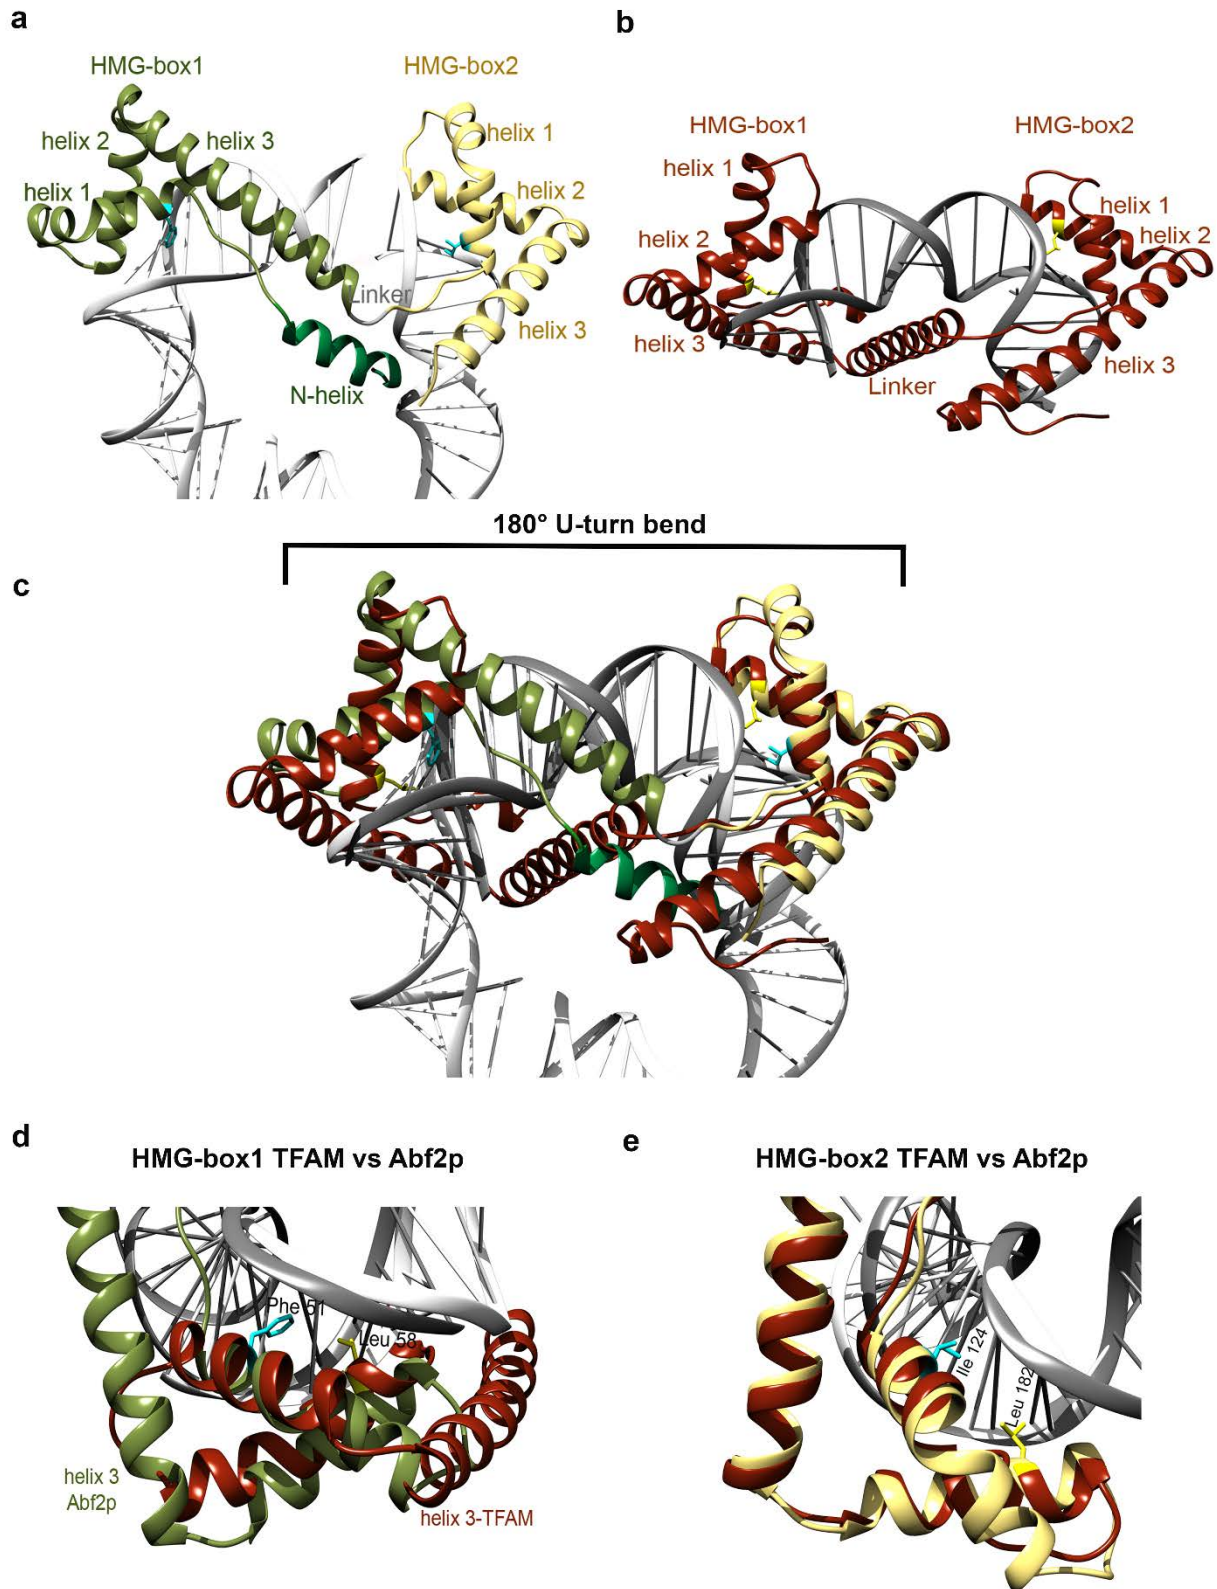 a
HMG-box1
HMG-box2
helix 2
helix 3
helix 1
helix 1
helix 2
Linker
helix 3
N-helix
b
HMG-box1
HMG-box2
helix 1
helix 1
helix 2
helix 2
helix 3
helix 3
Linker
180° U-turn bend
c
d
HMG-box1 TFAM vs Abf2p
Phe 51
Leu 58
helix 3
Abf2p
helix 3-TFAM
e
HMG-box2 TFAM vs Abf2p
Ile 124
Leu 182